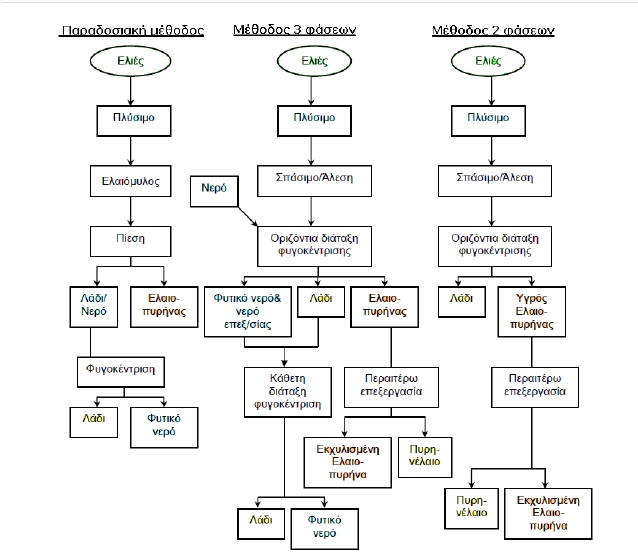 Παραδοσιακή μέθοδος
Μέθοδος 3 φάσεων
Μέθοδος 2 φάσεων
Ελιές
Ελιές
Ελιές
Πλύσιμο
Πλύσιμο
Πλύσιμο
Ελαιόμυλος
Σπάσιμο/Άλεση
Σπάσιμο/Άλεση
Νερό
Πίεση
Οριζόντια διάταξη
φυγοκέντρισης
Οριζόντια διάταξη
φυγοκέντρισης
Λάδι/
Νερό
Ελαιο-
πυρήνας
Φυτικό νερό&
νερό
επεξ/σίας
Λάδι
Ελαιο-
πυρήνας
Λάδι
Υγρός
Ελαιο-
πυρήνας
Φυγοκέντριση
Κάθετη
διάταξη
φυγοκέντριση
Περαιτέρω
επεξεργασία
Περαιτέρω
επεξεργασία
Λάδι
Φυτικό
νερό
Εκχυλισμένη
Ελαιο-
πυρήνα
Πυρη-
νέλαιο
Λάδι
Φυτικό
νερό
Πυρη-
νέλαιο
Εκχυλισμένη
Ελαιο-
πυρήνα